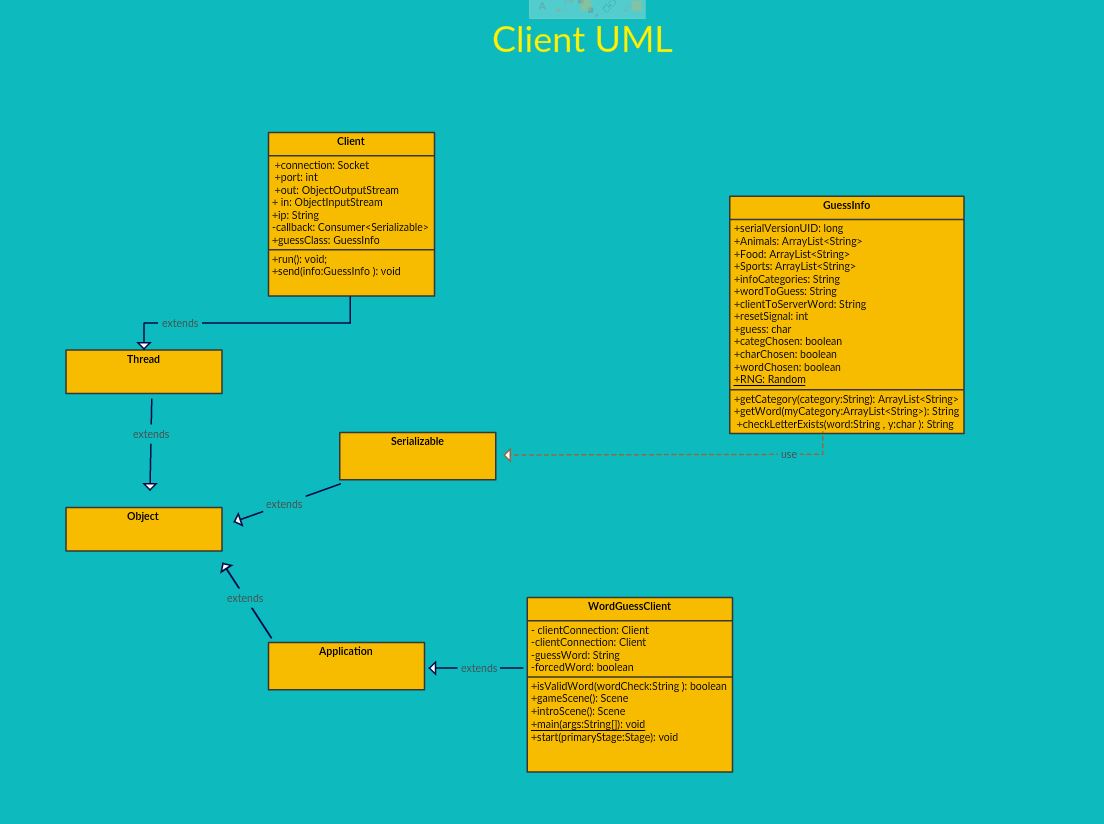 Client UML
Client
+connection: Socket
+port: int
+out: ObjectOutputStream
+ in: ObjectInputStream
+ip: String
-callback: Consumer<Serializable>
+guessClass: GuessInfo
+run(): void;
+send(info:GuessInfo ): void
GuessInfo
+serialVersionUID: long
+Animals: ArrayList<String>
+Food: ArrayList<String>
+Sports: ArrayList<String>
+infoCategories: String
+wordToGuess: String
+clientToServerWord: String
+resetSignal: int
+guess: char
+categChosen: boolean
+charChosen: boolean
+wordChosen: boolean
+RNG: Random
+getCategory(category:String): ArrayList<String>
+getWord(myCategory:ArrayList<String>): String
+checkLetterExists(word:String , y:char ): String
extends
Thread
extends
Serializable
use
extends
Object
extends
Application
extends
WordGuessClient
- clientConnection: Client
-clientConnection: Client
-guessWord: String
-forcedWord: boolean
+isValidWord(wordCheck:String ): boolean
+gameScene(): Scene
+introScene(): Scene
+main(args:String[]): void
+start(primaryStage:Stage): void